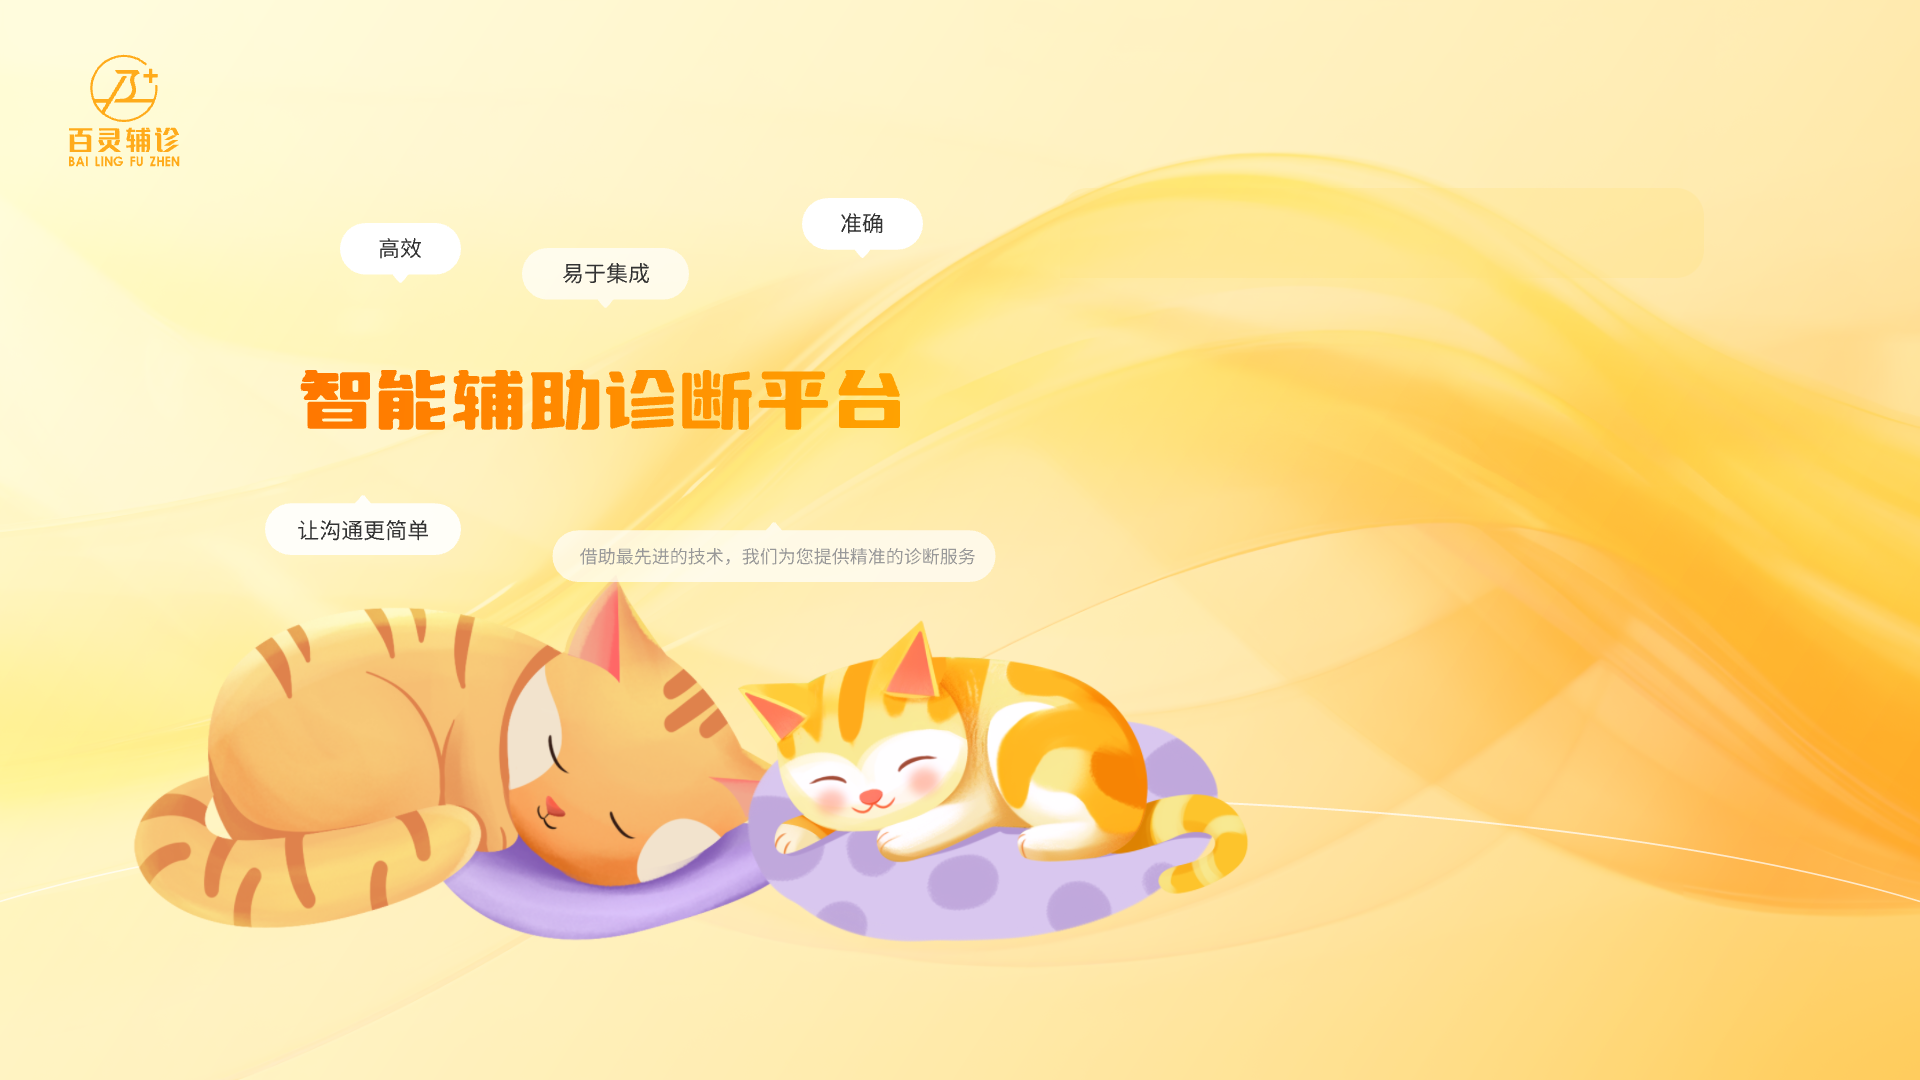 百灵辅诊
BAI LING FU ZHEN
高效
易于集成
准确
智能辅助诊断平台
让沟通更简单
借助最先进的技术，我们为您提供精准的诊断服务